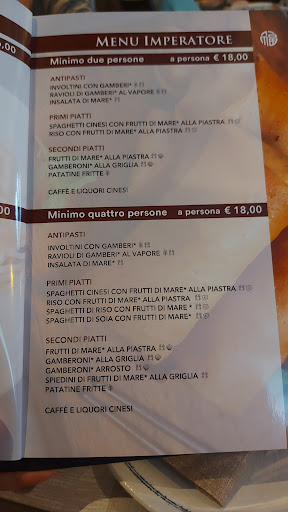 MENU IMPERATORE
Minimo due persone a persona € 18,00
ANTIPASTI
INVOLTINI CON GAMBERI*
RAVIOLI DI GAMBERI* AL VAPORE
INSALATA DI MARE*
PRIMI PIATTI
SPAGHETTI CINESI CON FRUTTI DI MARE* ALLA PIASTRA
RISO CON FRUTTI DI MARE* ALLA PIASTRA
SECONDI PIATTI
FRUTTI DI MARE* ALLA PIASTRA
GAMBERONI* ALLA GRIGLIA
PATATINE FRITTE
CAFFÈ E LIQUORI CINESI
00 Minimo quattro persone a persona € 18,00
ANTIPASTI
INVOLTINI CON GAMBERI*
RAVIOLI DI GAMBERI* AL VAPORE
INSALATA DI MARE*
PRIMI PIATTI
SPAGHETTI CINESI CON FRUTTI DI MARE* ALLA PIASTRA
RISO CON FRUTTI DI MARE* ALLA PIASTRA
SPAGHETTI DI RISO CON FRUTTI DI MARE*
SPAGHETTI DI SOIA CON FRUTTI DI MARE*
SECONDI PIATTI
FRUTTI DI MARE* ALLA PIASTRA
GAMBERONI* ALLA GRIGLIA
GAMBERONI* ARROSTO
SPIEDINI DI FRUTTI DI MARE* ALLA GRIGLIA
PATATINE FRITTE
CAFFÈ E LIQUORI CINESI